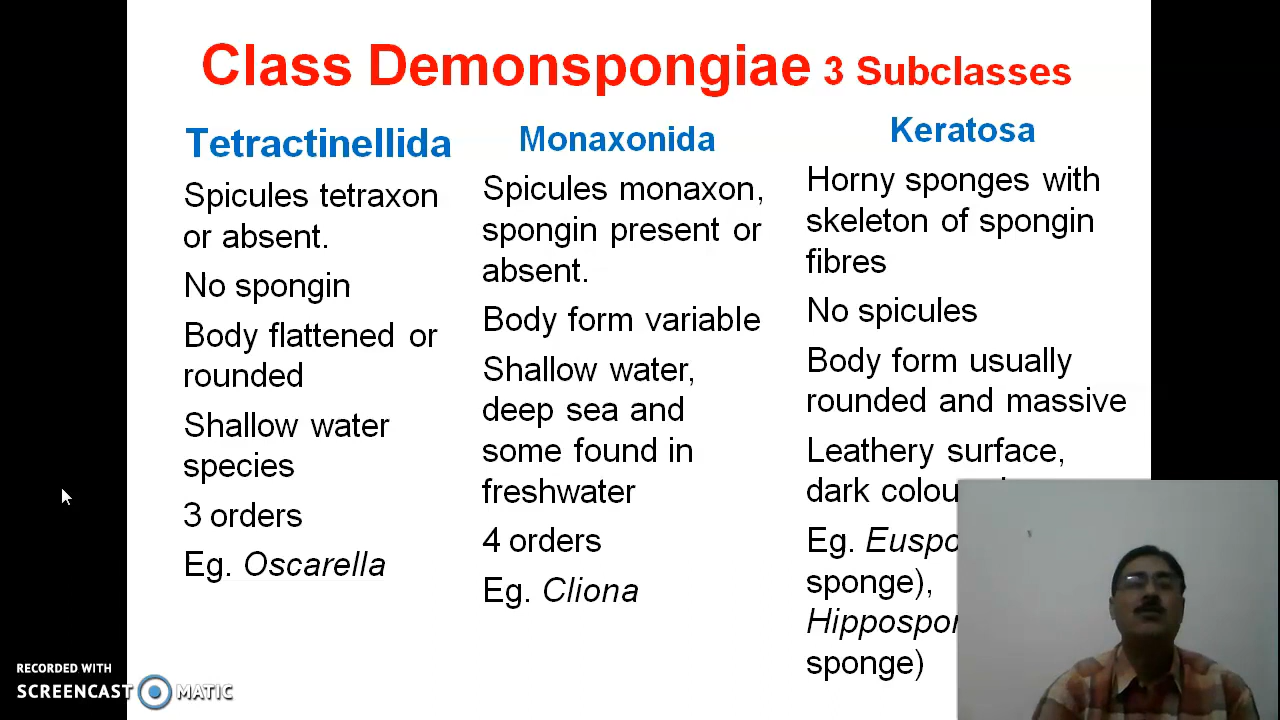 Class Demonspongiae 3 Subclasses
Tetractinellida
Spicules tetraxon
or absent.
No spongin
Body flattened or
rounded
Shallow water
species
3 orders
Eg. Oscarella
Monaxonida
Spicules monaxon,
spongin present or
absent.
Body form variable
Shallow water,
deep sea and
some found in
freshwater
4 orders
Eg. Cliona
Keratosa
Horny sponges with
skeleton of spongin
fibres
No spicules
Body form usually
rounded and massive
Leathery surface,
dark
Eg.
sponge),
sponge)
RECORDED WITH
SCREENCAST MATIC